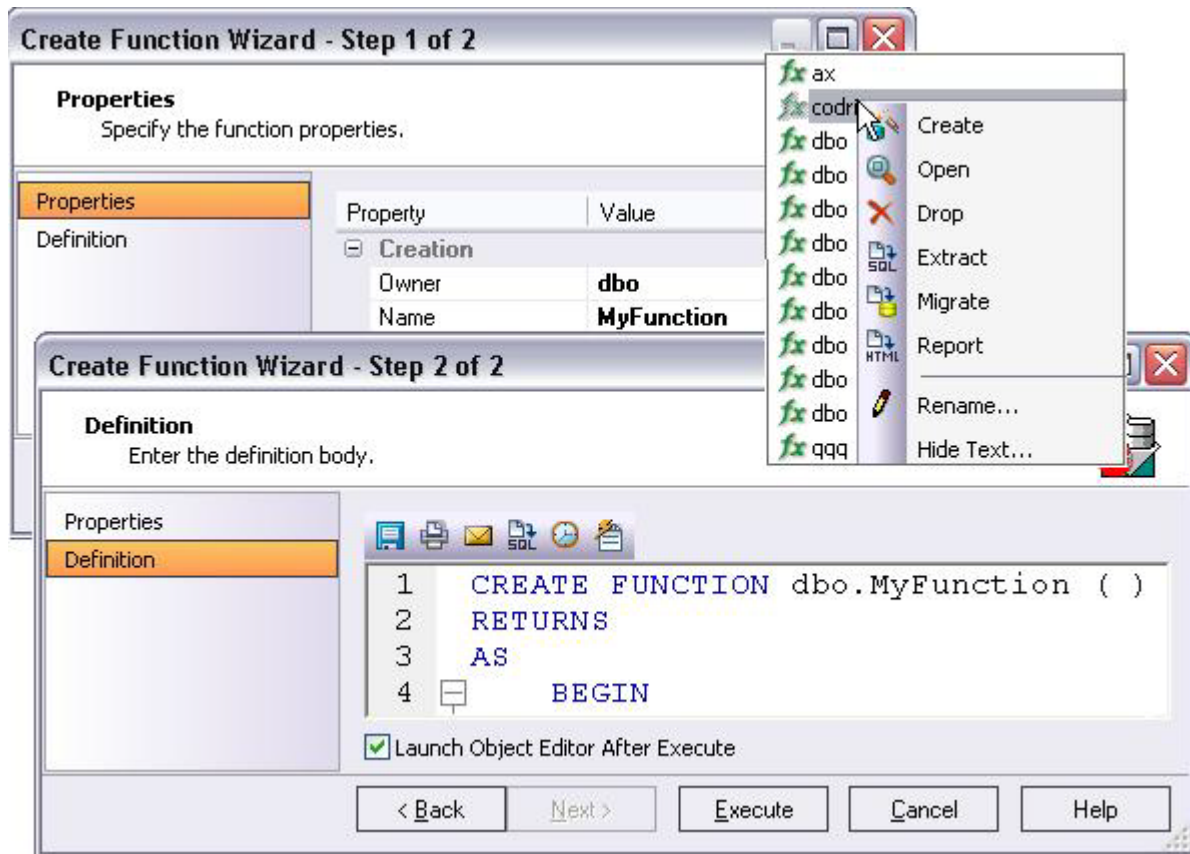 Create Function Wizard - Step 1 of 2
Properties
Specify the function properties.
Properties
Definition
Property Value
Creation
Owner dbo
Name MyFunction
ax
dbo
dbo
dbo
dbo
dbo
dbo
dbo
dbo
dbo
qqq
Create
Open
Drop
SQL Extract
Migrate
HTML Report
Rename...
Hide Text...
Create Function Wizard - Step 2 of 2
Definition
Enter the definition body.
Properties
Definition
SQL
1 CREATE FUNCTION dbo.MyFunction ( )
2 RETURNS
3 AS
4 BEGIN
Launch Object Editor After Execute
< Back Next > Execute Cancel Help